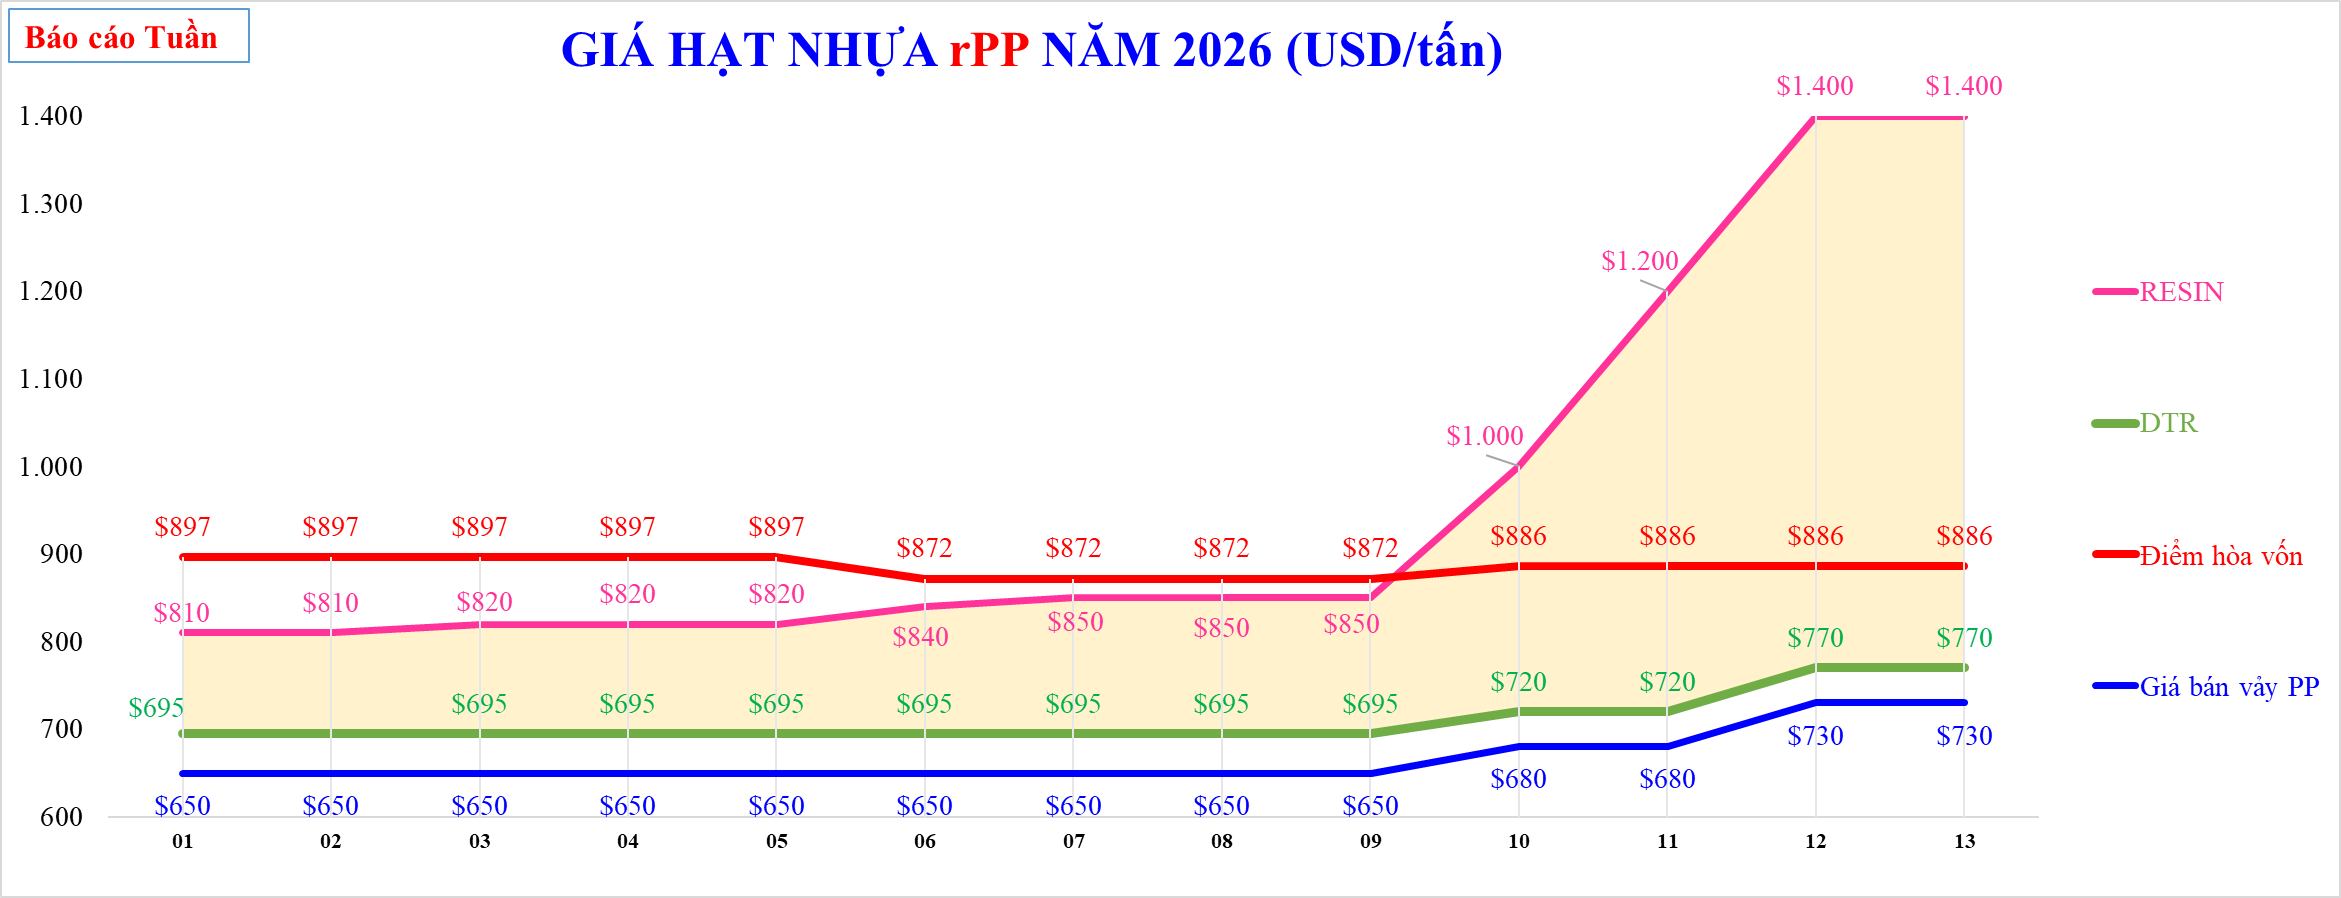 Báo cáo Tuần
GIÁ HẠT NHỰA rPP NĂM 2026 (USD/tấn)
$1.400 $1.400
1.400
1.300
$1.200
1.200
1.100
$1.000
1.000
$897 $897 $897 $897 $897 $872 $872 $872 $872 $886 $886 $886 $886
900
$810 $810 $820 $820 $820 $840 $850 $850 $850
800
$695 $695 $695 $695 $695 $695 $695 $695 $720 $720 $770 $770
700
$650 $650 $650 $650 $650 $650 $650 $650 $650 $680 $680 $730 $730
600
01 02 03 04 05 06 07 08 09 10 11 12 13
RESIN
DTR
Điểm hòa vốn
Giá bán vảy PP